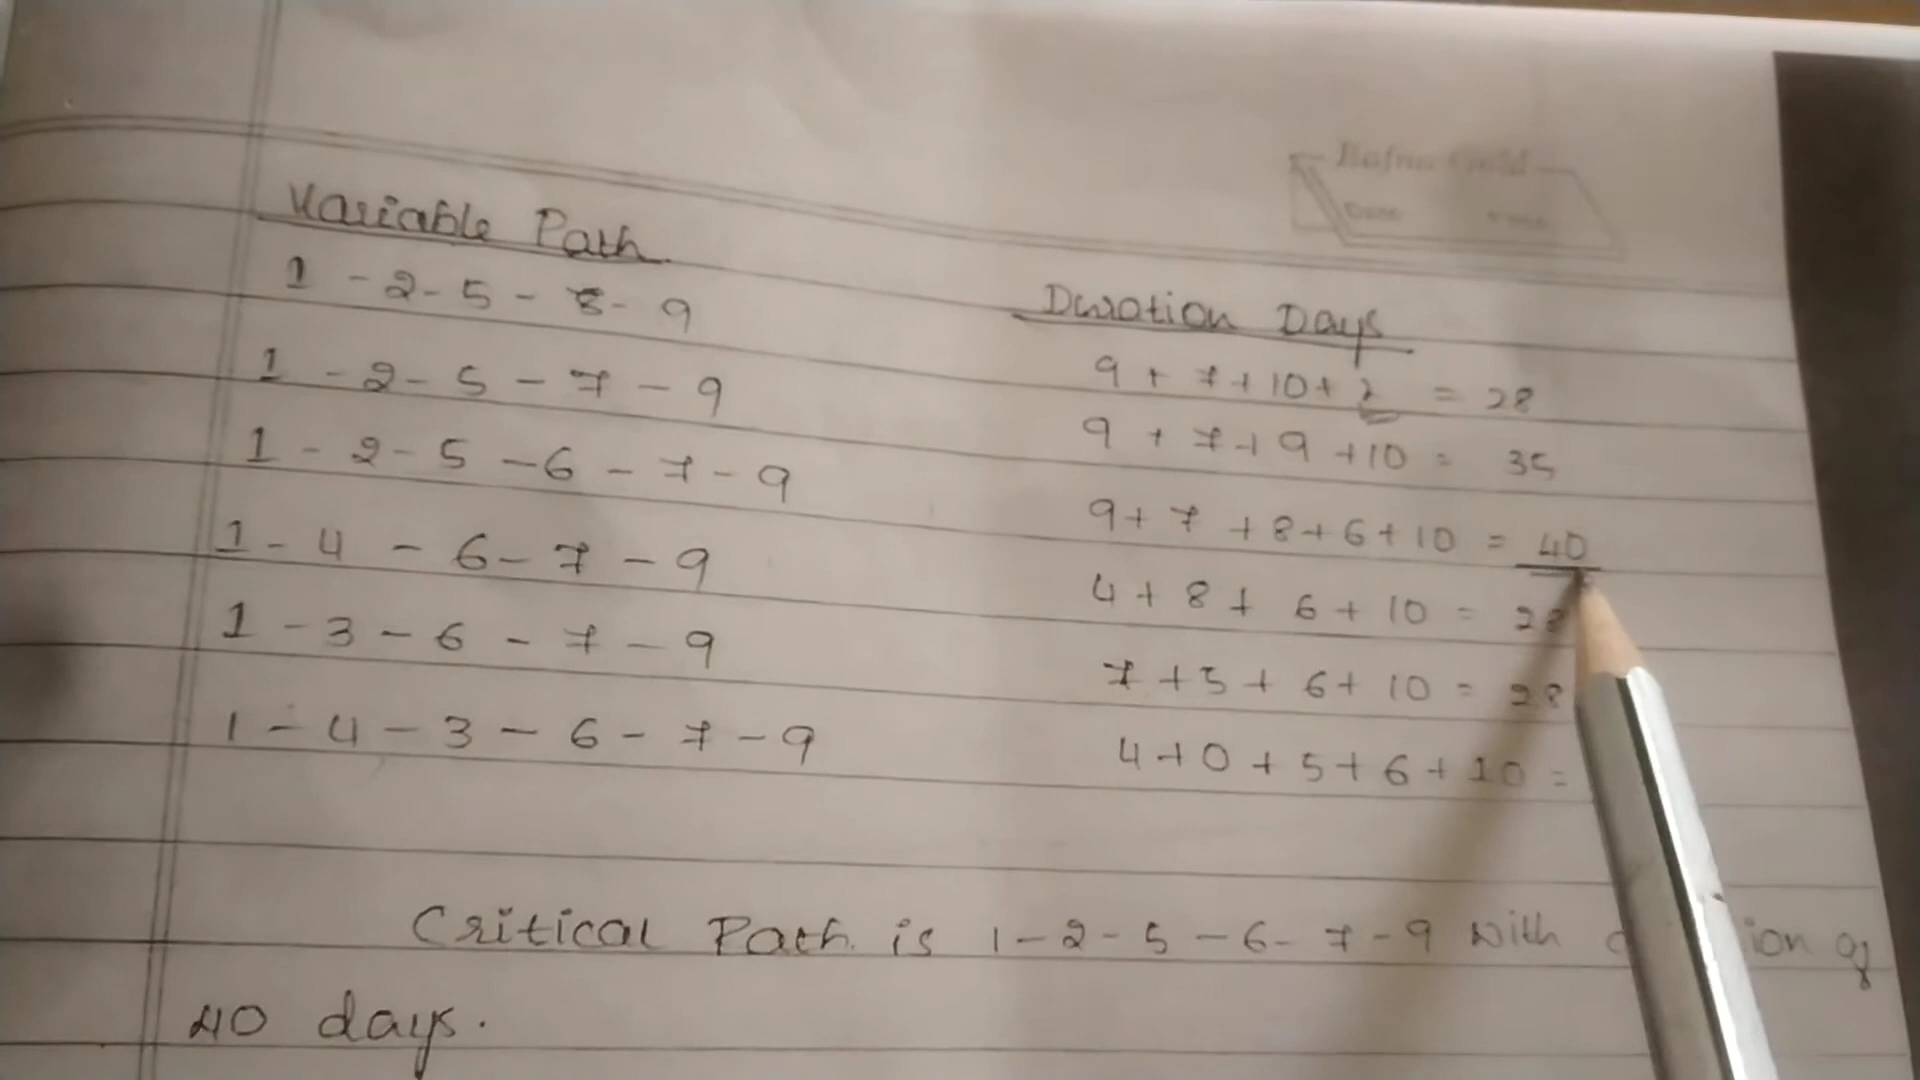 Variable Path
1 - 2 - 5 - 8 - 9
1 - 2 - 5 - 7 - 9
1 - 2 - 5 - 6 - 7 - 9
1 - 4 - 6 - 7 - 9
1 - 3 - 6 - 7 - 9
1 - 4 - 3 - 6 - 7 - 9
Duration Days
9 + 7 + 10 + 2 = 28
9 + 7 + 9 + 10 = 35
9 + 7 + 8 + 6 + 10 = 40
4 + 8 + 6 + 10 = 28
7 + 5 + 6 + 10 = 28
4 + 0 + 5 + 6 + 10 =
Critical Path is 1 - 2 - 5 - 6 - 7 - 9 with of
40 days.